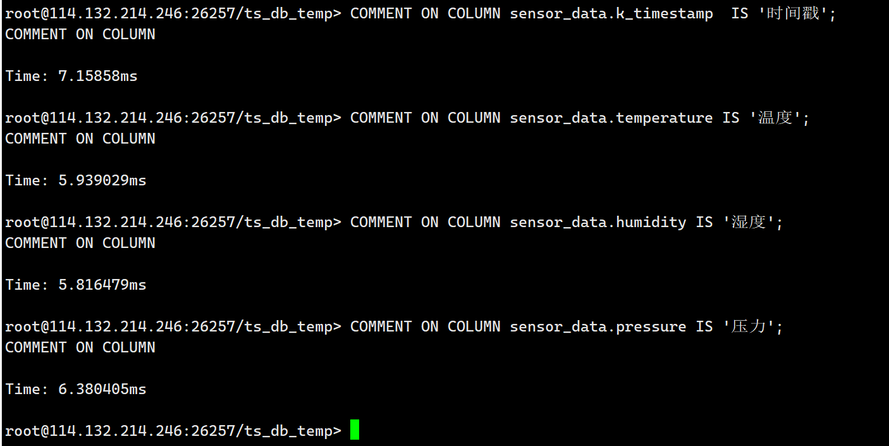 root@114.132.214.246:26257/ts_db_temp> COMMENT ON COLUMN sensor_data.k_timestamp  IS '时间戳';
COMMENT ON COLUMN
Time: 7.15858ms
root@114.132.214.246:26257/ts_db_temp> COMMENT ON COLUMN sensor_data.temperature IS '温度';
COMMENT ON COLUMN
Time: 5.939029ms
root@114.132.214.246:26257/ts_db_temp> COMMENT ON COLUMN sensor_data.humidity IS '湿度';
COMMENT ON COLUMN
Time: 5.816479ms
root@114.132.214.246:26257/ts_db_temp> COMMENT ON COLUMN sensor_data.pressure IS '压力';
COMMENT ON COLUMN
Time: 6.380405ms
root@114.132.214.246:26257/ts_db_temp>